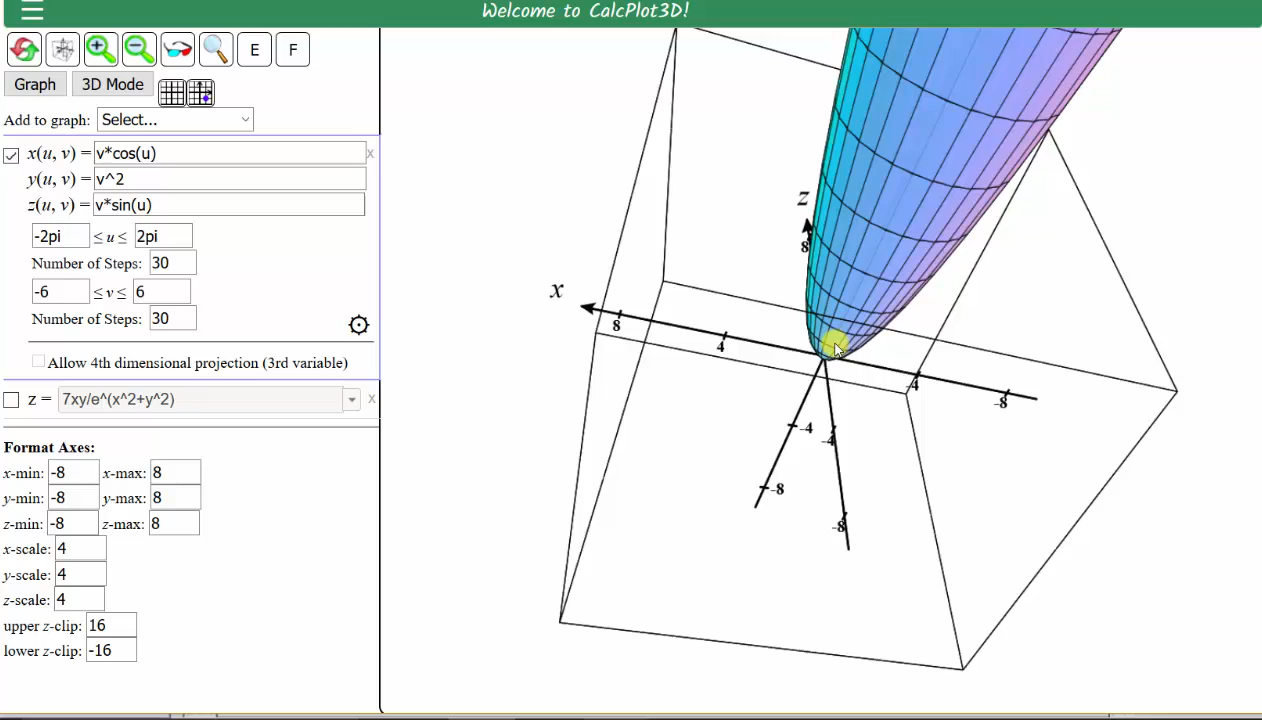 Welcome to CalcPlot3D!
E F
Graph 3D Mode
Add to graph: Select...
x(u, v) = v*cos(u) x
y(u, v) = v^2
z(u, v) = v*sin(u)
-2pi ≤ u ≤ 2pi
Number of Steps: 30
-6 ≤ v ≤ 6
Number of Steps: 30
Allow 4th dimensional projection (3rd variable)
z = 7xy/e^(x^2+y^2) x
Format Axes:
x-min: -8 x-max: 8
y-min: -8 y-max: 8
z-min: -8 z-max: 8
x-scale: 4
y-scale: 4
z-scale: 4
upper z-clip: 16
lower z-clip: -16
z
8
x
8
4
-4
-8
-4
-4
-8
-8